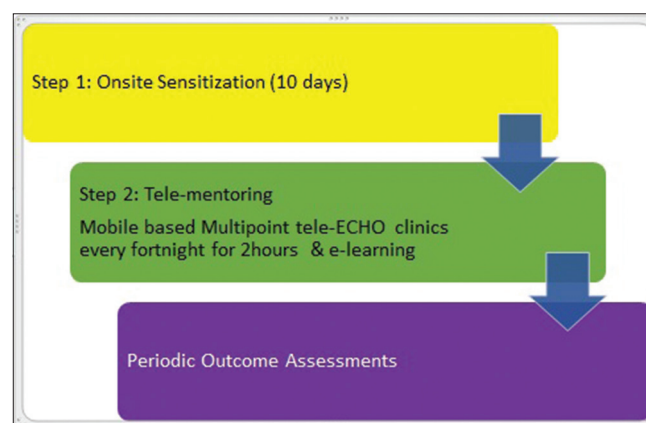 Step 1: Onsite Sensitization (10 days)
Step 2: Tele-mentoring
Mobile based Multipoint tele-ECHO clinics
every fortnight for 2hours & e-learning
Periodic Outcome Assessments